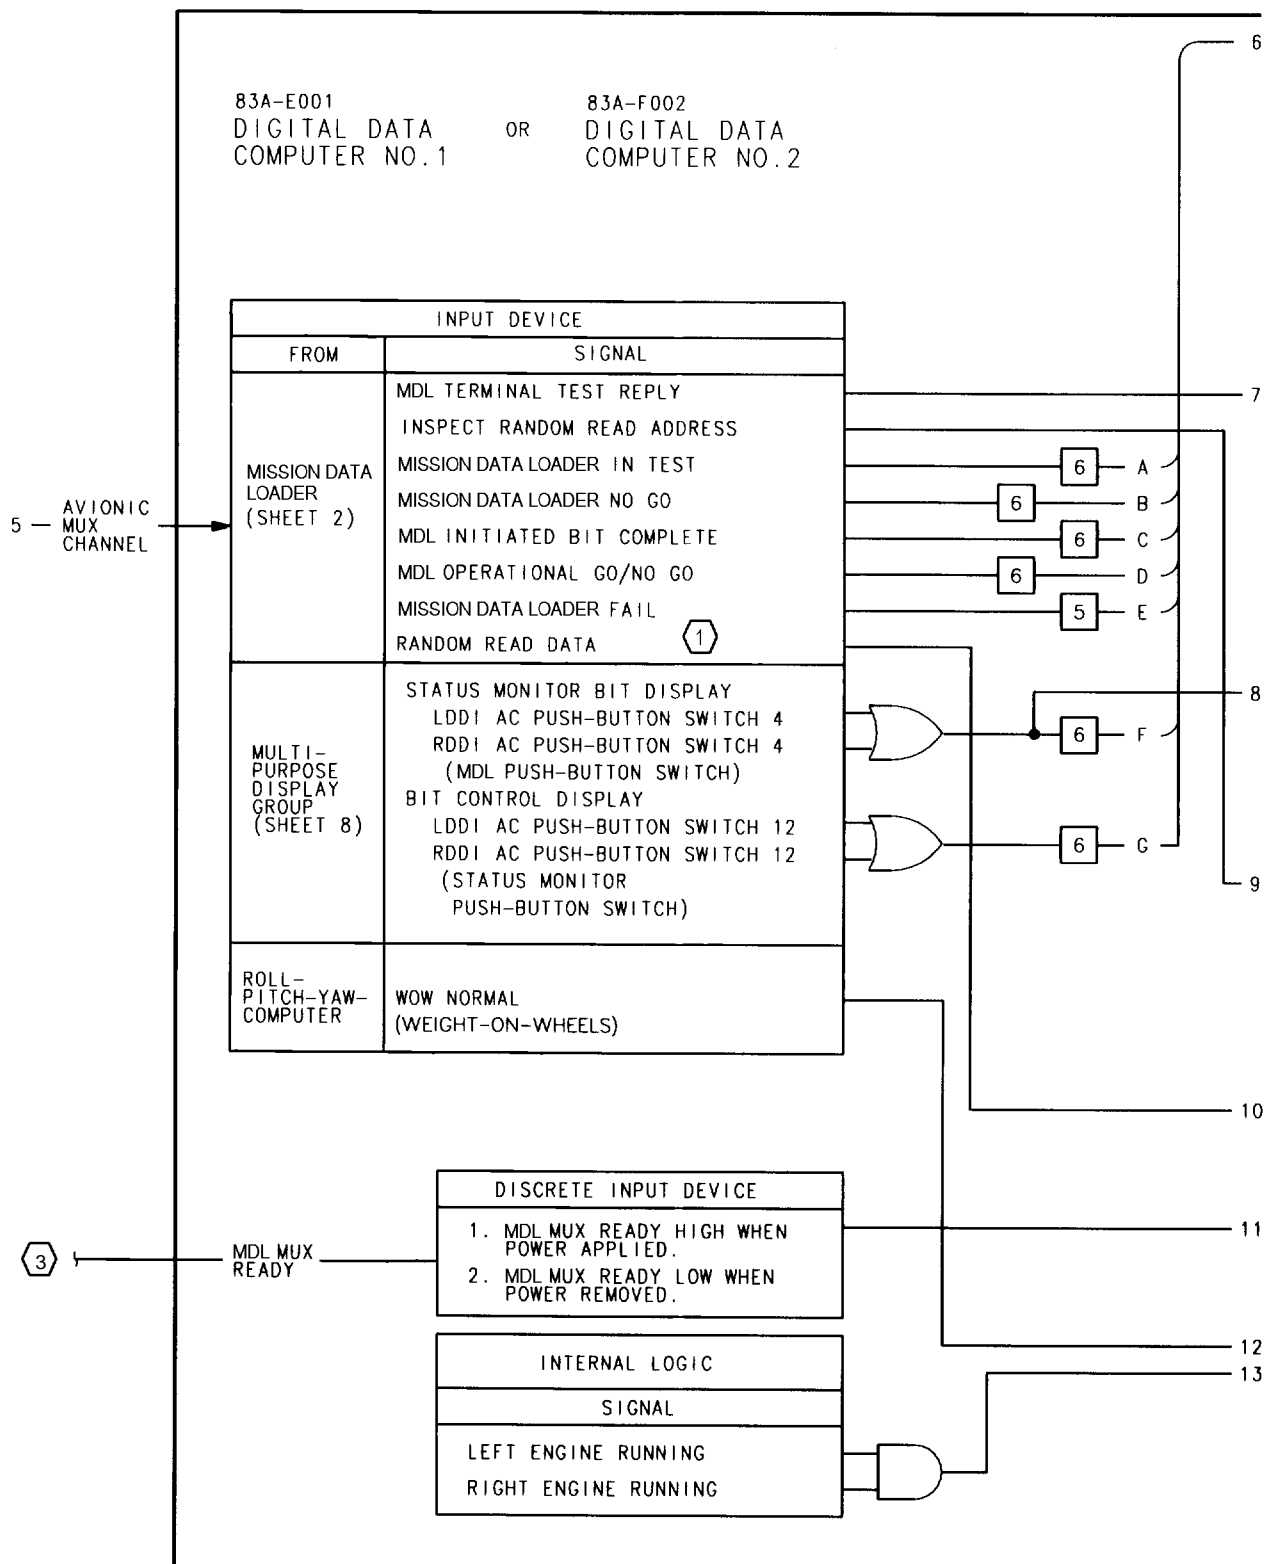 6
83A-E001
DIGITAL DATA
COMPUTER NO.1
OR
83A-F002
DIGITAL DATA
COMPUTER NO.2
INPUT DEVICE
FROM
SIGNAL
5
AVIONIC
MUX
CHANNEL
MISSION DATA
LOADER
(SHEET 2)
MDL TERMINAL TEST REPLY
7
INSPECT RANDOM READ ADDRESS
MISSION DATA LOADER IN TEST
6
A
MISSION DATA LOADER NO GO
6
B
MDL INITIATED BIT COMPLETE
6
C
MDL OPERATIONAL GO/NO GO
6
D
MISSION DATA LOADER FAIL
5
E
RANDOM READ DATA
1
MULTI-
PURPOSE
DISPLAY
GROUP
(SHEET 8)
STATUS MONITOR BIT DISPLAY
LDDI AC PUSH-BUTTON SWITCH 4
RDDI AC PUSH-BUTTON SWITCH 4
(MDL PUSH-BUTTON SWITCH)
8
6
F
BIT CONTROL DISPLAY
LDDI AC PUSH-BUTTON SWITCH 12
RDDI AC PUSH-BUTTON SWITCH 12
(STATUS MONITOR
PUSH-BUTTON SWITCH)
6
G
9
ROLL-
PITCH-YAW-
COMPUTER
WOW NORMAL
(WEIGHT-ON-WHEELS)
10
3
MDL MUX
READY
DISCRETE INPUT DEVICE
1. MDL MUX READY HIGH WHEN
POWER APPLIED.
2. MDL MUX READY LOW WHEN
POWER REMOVED.
11
12
13
INTERNAL LOGIC
SIGNAL
LEFT ENGINE RUNNING
RIGHT ENGINE RUNNING